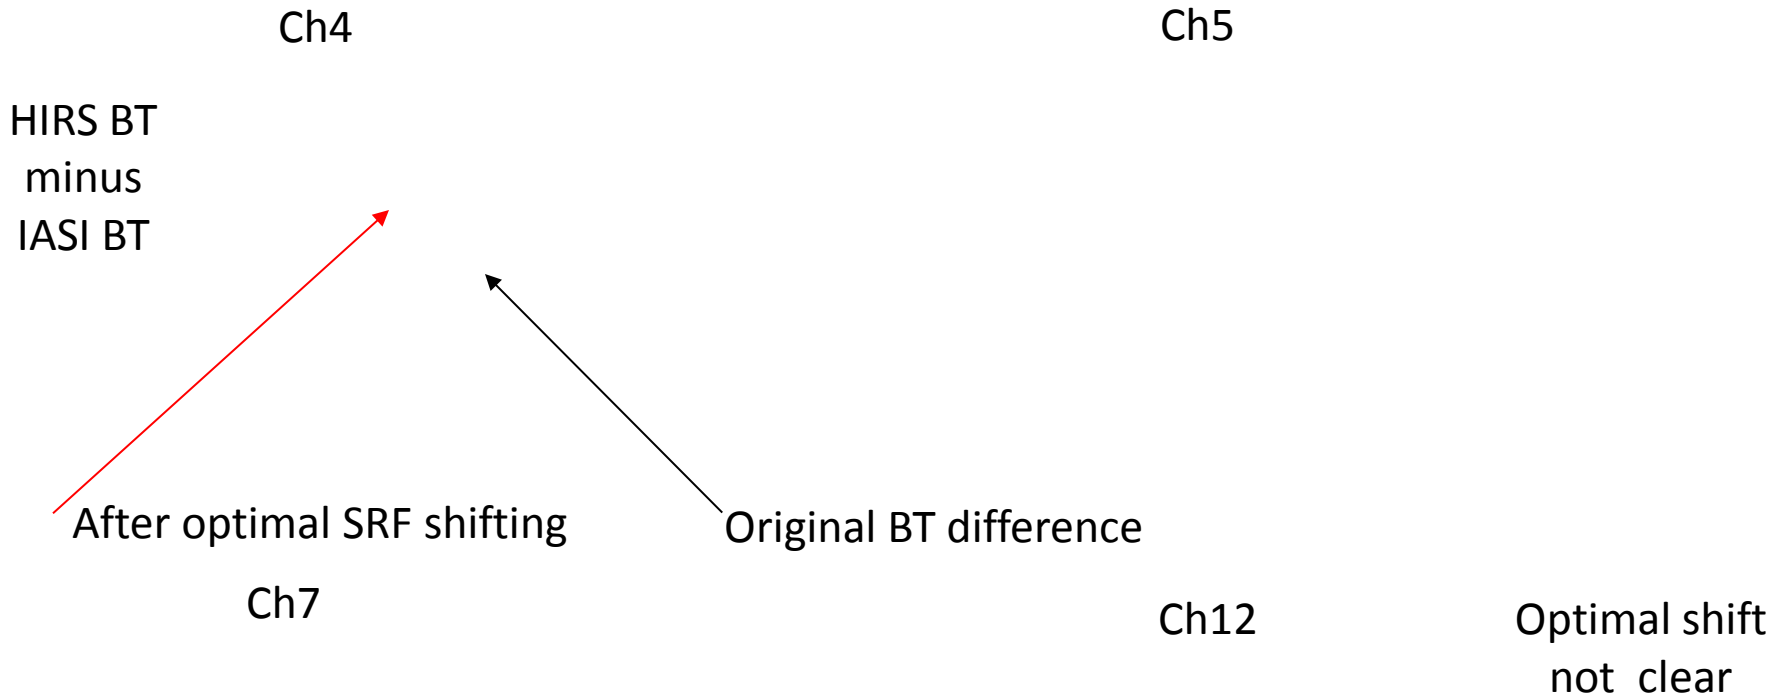 Ch4
Ch5
HIRS BT
minus
IASI BT
After optimal SRF shifting
Original BT difference
Ch7
Ch12
Optimal shift
not clear